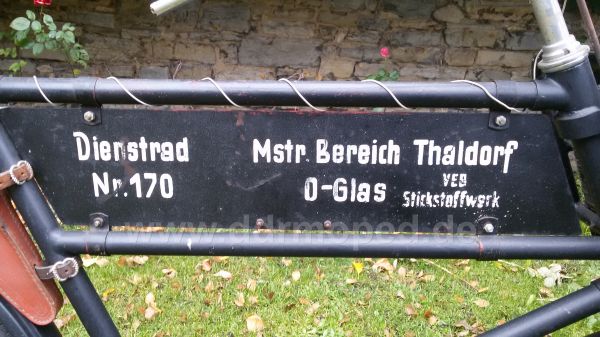 Dienstrad
Nr.170
Mstr. Bereich Thaldorf
O-Glas
VEB
Stickstoffwerk
www.ddrmoped.de